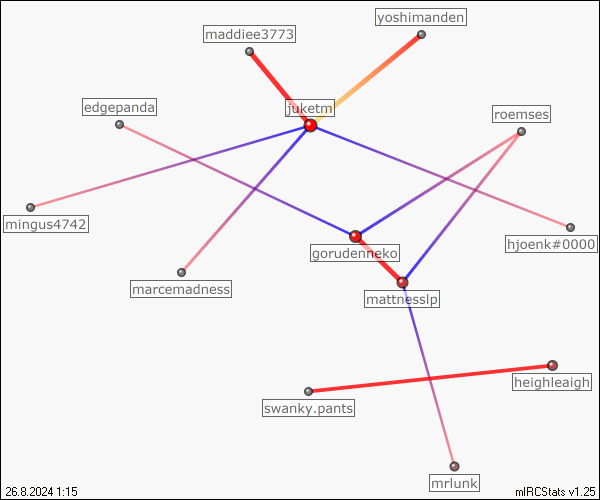 yoshimanden
maddiee3773
edgepanda
juketm
roemses
mingus4742
hjoenk#0000
gorudenneko
marcemadness
mattnesslp
heighleaigh
swanky.pants
mrlunk
26.8.2024 1:15
mIRCStats v1.25